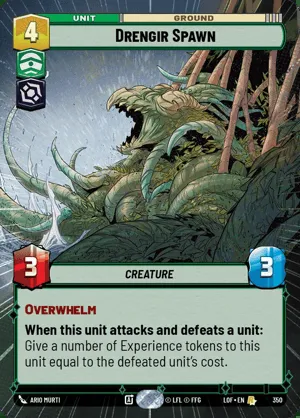 UNIT GROUND
4 DRENGIR SPAWN
3 CREATURE 3
OVERWHELM
When this unit attacks and defeats a unit:
Give a number of Experience tokens to this
unit equal to the defeated unit's cost.
ARIO MURTI © LFL © FFG LOF • EN 350